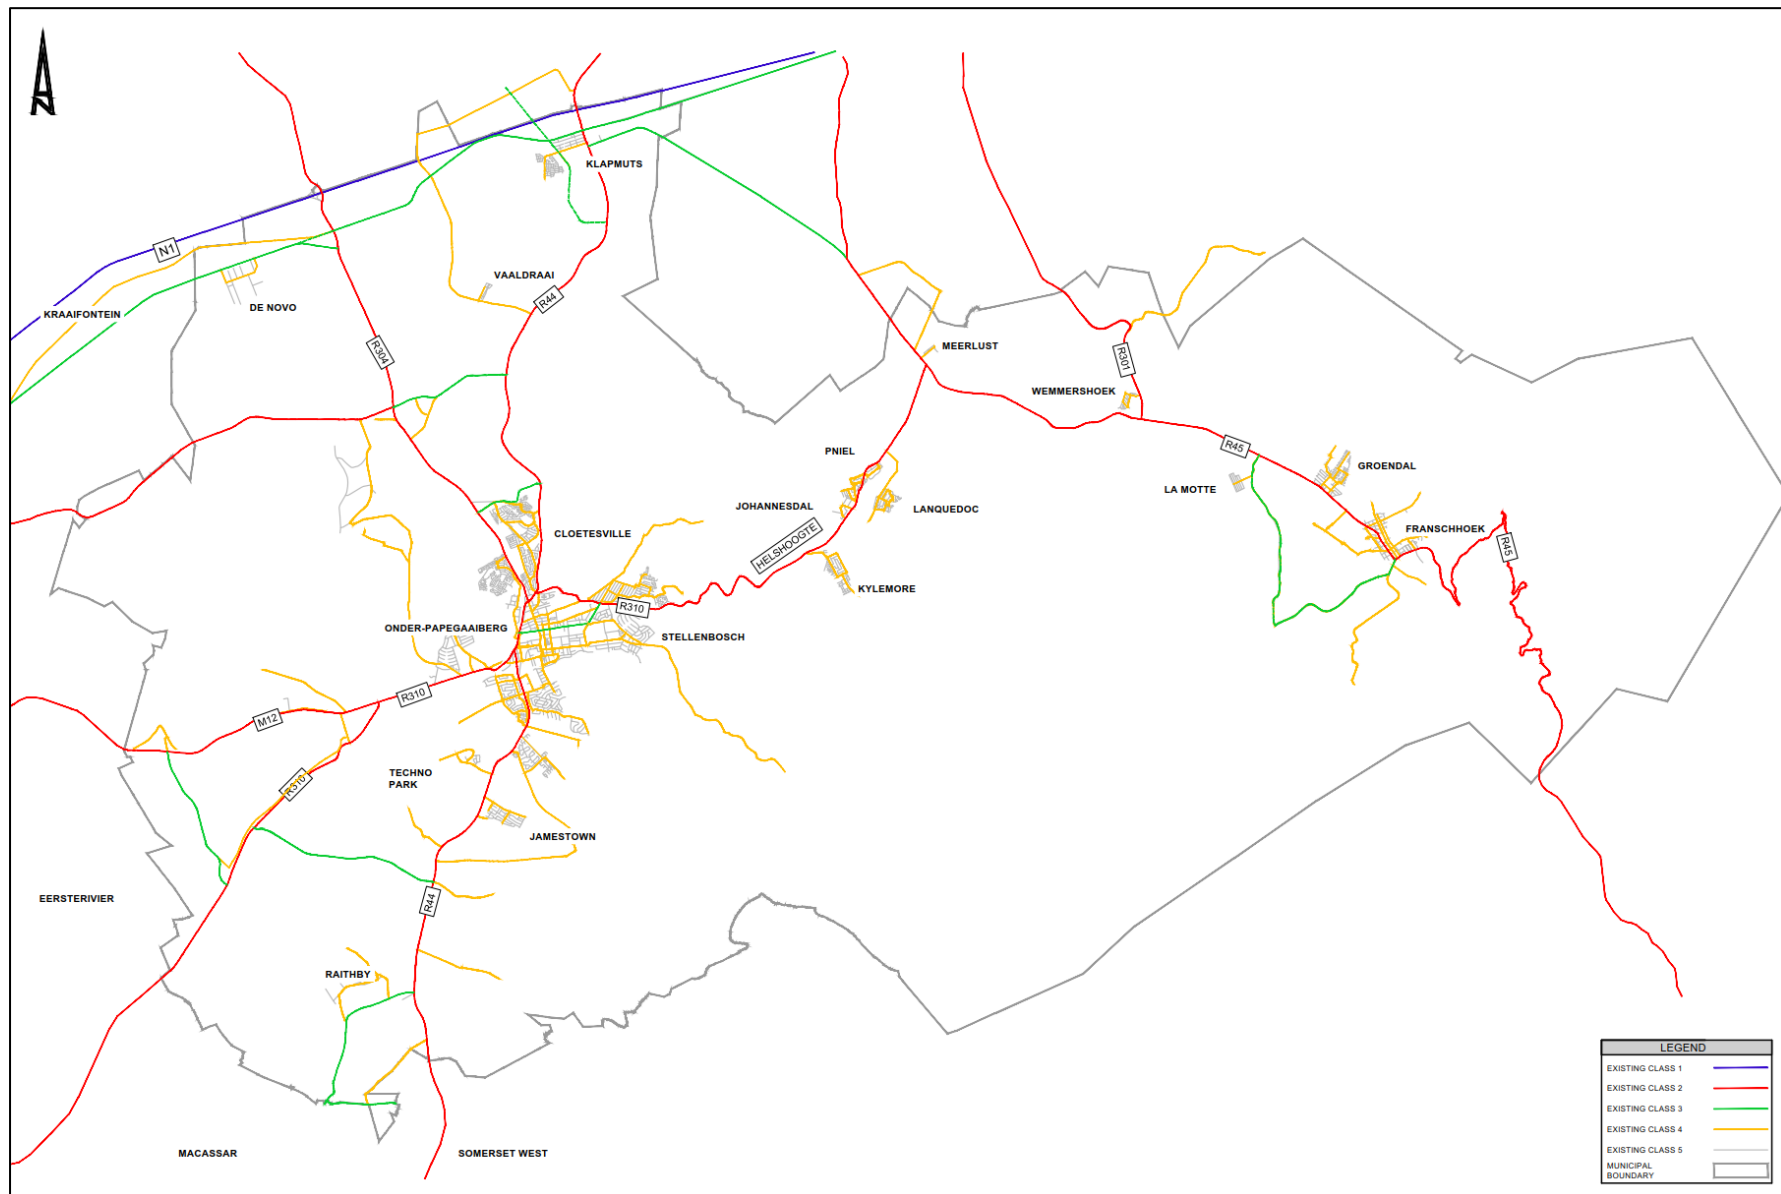 N
KLAPMUTS
N1
VAALDRAAI
R44
DE NOVO
KRAAIFONTEIN
R304
MEERLUST
R301
WEMMERSHOEK
R45
PNIEL
GROENDAL
LA MOTTE
JOHANNESDAL
LANQUEDOC
FRANSCHHOEK
CLOETESVILLE
HELSHOOGTE
R45
KYLEMORE
R310
ONDER-PAPEGAAIBERG
STELLENBOSCH
R310
M12
TECHNO
PARK
R310
JAMESTOWN
EERSTERIVIER
R44
RAITHBY
MACASSAR
SOMERSET WEST
LEGEND
EXISTING CLASS 1
EXISTING CLASS 2
EXISTING CLASS 3
EXISTING CLASS 4
EXISTING CLASS 5
MUNICIPAL
BOUNDARY